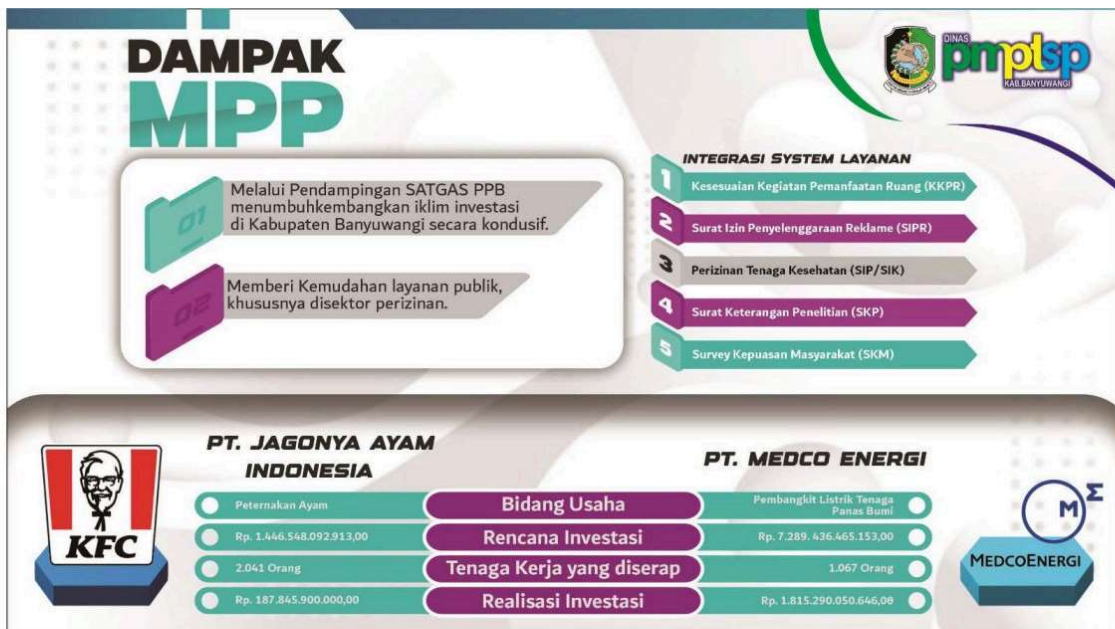 DAMPAK
MPP
DINAS
pmptsp
KAB.BANYUWANGI
01
Melalui Pendampingan SATGAS PPB
menumbuhkembangkan iklim investasi
di Kabupaten Banyuwangi secara kondusif.
02
Memberi Kemudahan layanan publik,
khususnya disektor perizinan.
INTEGRASI SYSTEM LAYANAN
1 Kesesuaian Kegiatan Pemanfaatan Ruang (KKPR)
2 Surat Izin Penyelenggaraan Reklame (SIPR)
3 Perizinan Tenaga Kesehatan (SIP/SIK)
4 Surat Keterangan Penelitian (SKP)
5 Survey Kepuasan Masyarakat (SKM)
KFC
PT. JAGONYA AYAM
INDONESIA
PT. MEDCO ENERGI
Peternakan Ayam Bidang Usaha Pembangkit Listrik Tenaga
Panas Bumi
Rp. 1.446.548.092.913,00 Rencana Investasi Rp. 7.289. 436.465.153,00
2.041 Orang Tenaga Kerja yang diserap 1.067 Orang
Rp. 187.845.900.000,00 Realisasi Investasi Rp. 1.815.290.050.646,00
MEDCOENERGI